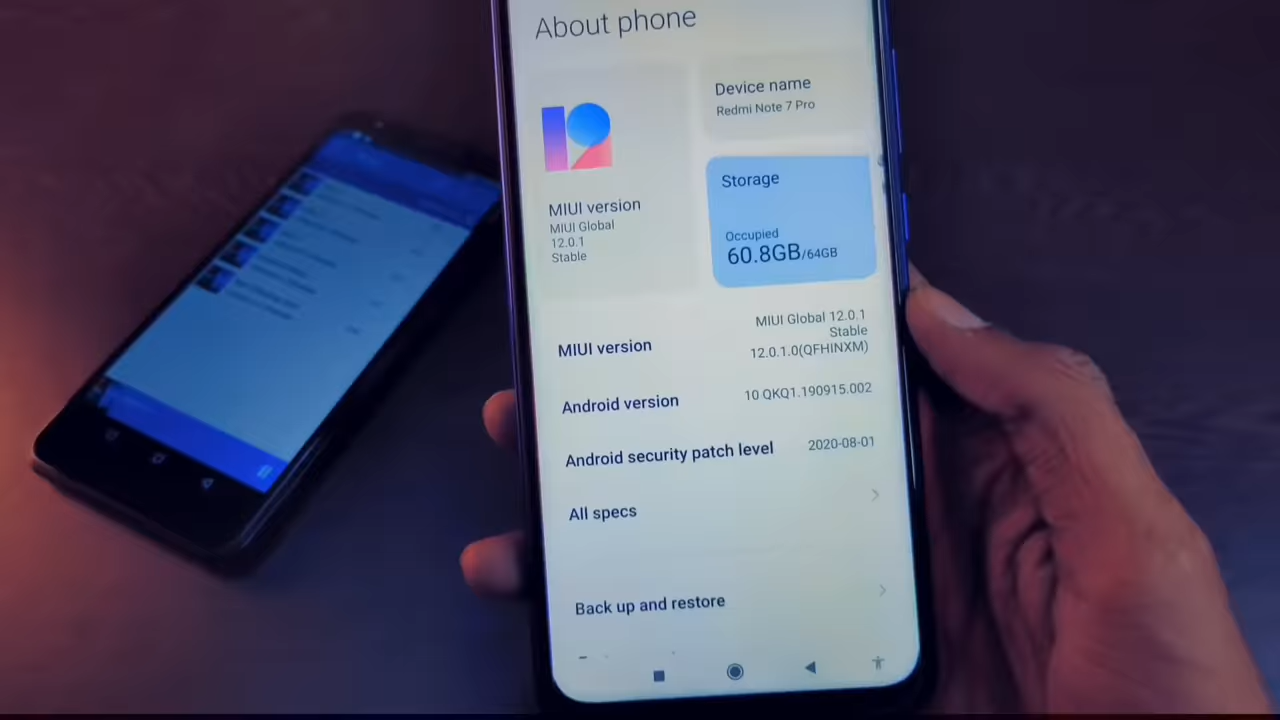 About phone
Device name
Redmi Note 7 Pro
MIUI version
MIUI Global
12.0.1
Stable
Storage
Occupied
60.8GB/64GB
MIUI version
MIUI Global 12.0.1
Stable
12.0.1.0(QFHINXM)
Android version
10 QKQ1.190915.002
Android security patch level
2020-08-01
All specs
Back up and restore